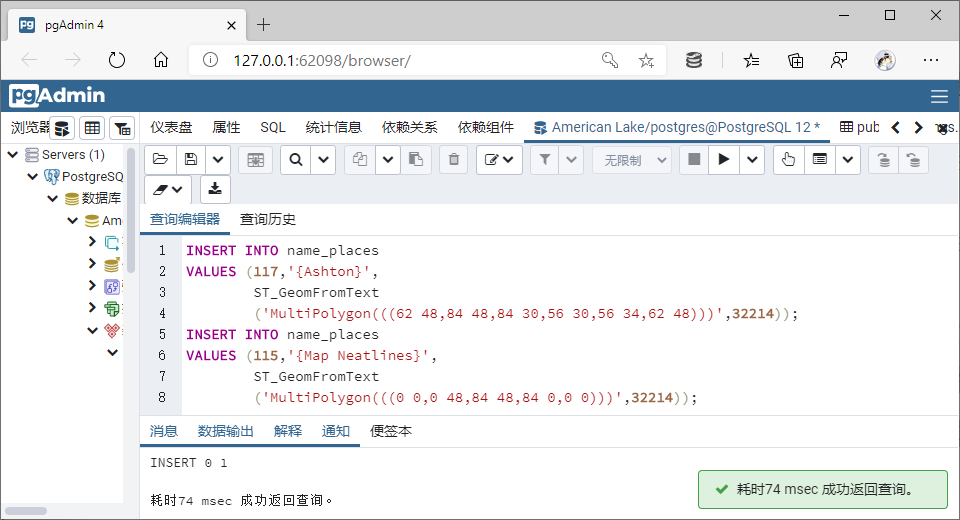 pgAdmin 4
127.0.0.1:62098/browser/
pgAdmin
浏览器
仪表盘 属性 SQL 统计信息 依赖关系 依赖组件 American Lake/postgres@PostgreSQL 12 * pub
Servers (1)
PostgreSQ
数据库
Ame
无限制
查询编辑器 查询历史
1 INSERT INTO name_places
2 VALUES (117,'{Ashton}',
3 ST_GeomFromText
4 ('MultiPolygon(((62 48,84 48,84 30,56 30,56 34,62 48)))',32214));
5 INSERT INTO name_places
6 VALUES (115,'{Map Neatlines}',
7 ST_GeomFromText
8 ('MultiPolygon(((0 0,0 48,84 48,84 0,0 0)))',32214));
消息 数据输出 解释 通知 便签本
INSERT 0 1
耗时74 msec 成功返回查询。
耗时74 msec 成功返回查询。